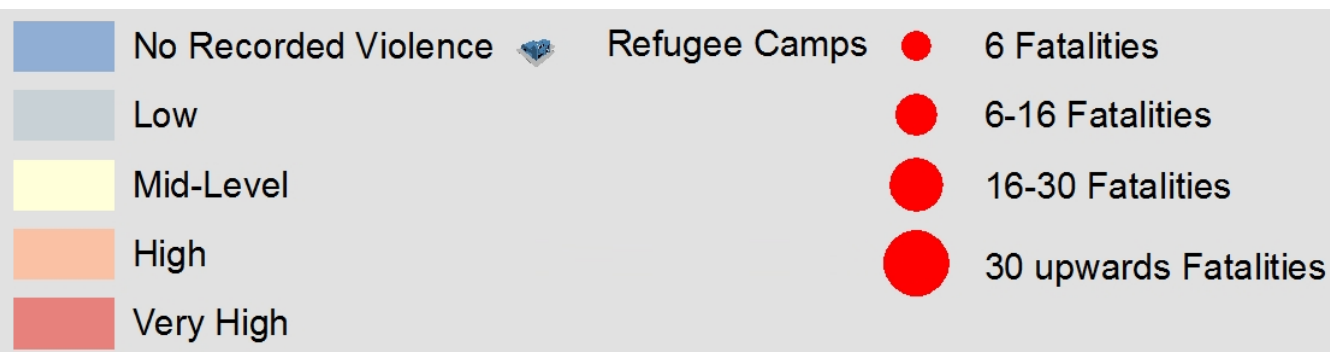 No Recorded Violence
Low
Mid-Level
High
Very High
Refugee Camps
6 Fatalities
6-16 Fatalities
16-30 Fatalities
30 upwards Fatalities